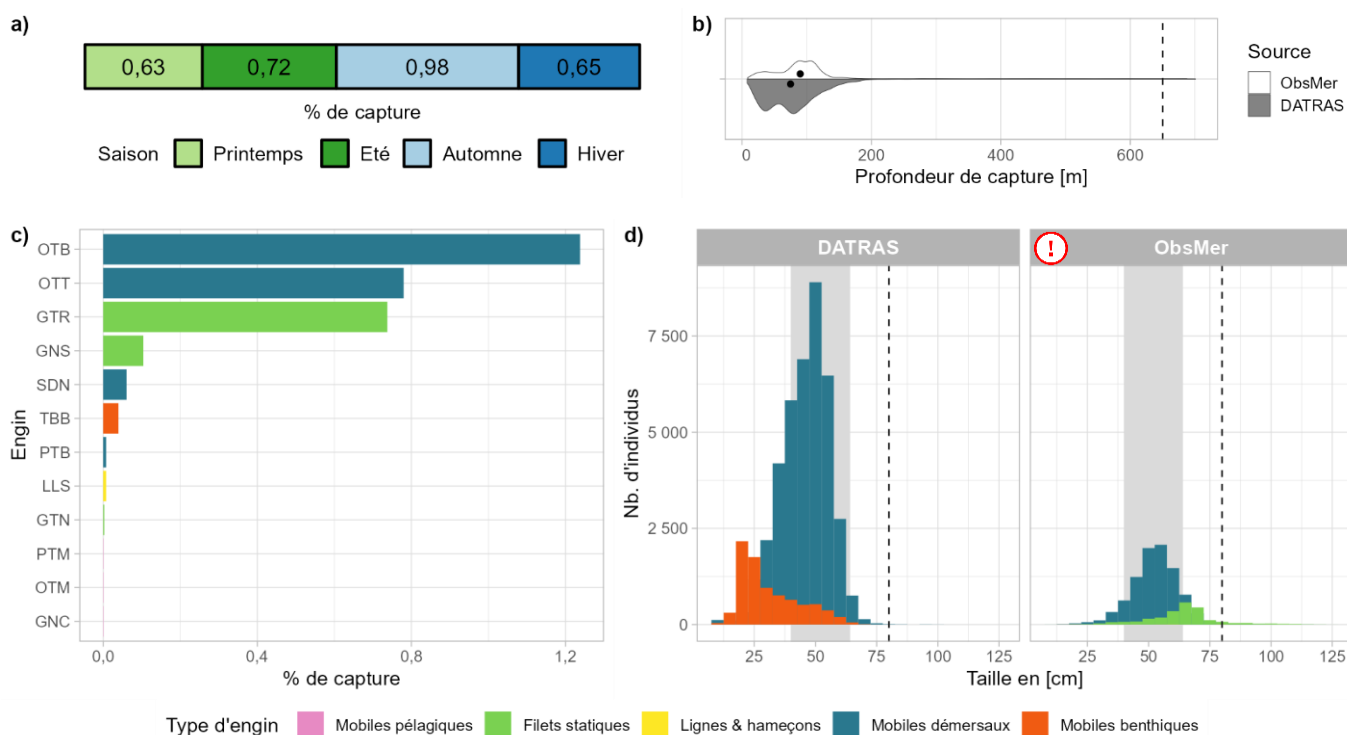 a)
0,63 0,72 0,98 0,65
% de capture
Saison Printemps Eté Automne Hiver
b)
0 200 400 600
Profondeur de capture [m]
Source
ObsMer
DATRAS
c)
Engin
OTB
OTT
GTR
GNS
SDN
TBB
PTB
LLS
GTN
PTM
OTM
GNC
0,0 0,4 0,8 1,2
% de capture
d)
DATRAS ! ObsMer
Nb. d'individus
7 500
5 000
2 500
0
25 50 75 100 125 25 50 75 100 125
Taille en [cm]
Type d'engin Mobiles pélagiques Filets statiques Lignes & hameçons Mobiles démersaux Mobiles benthiques